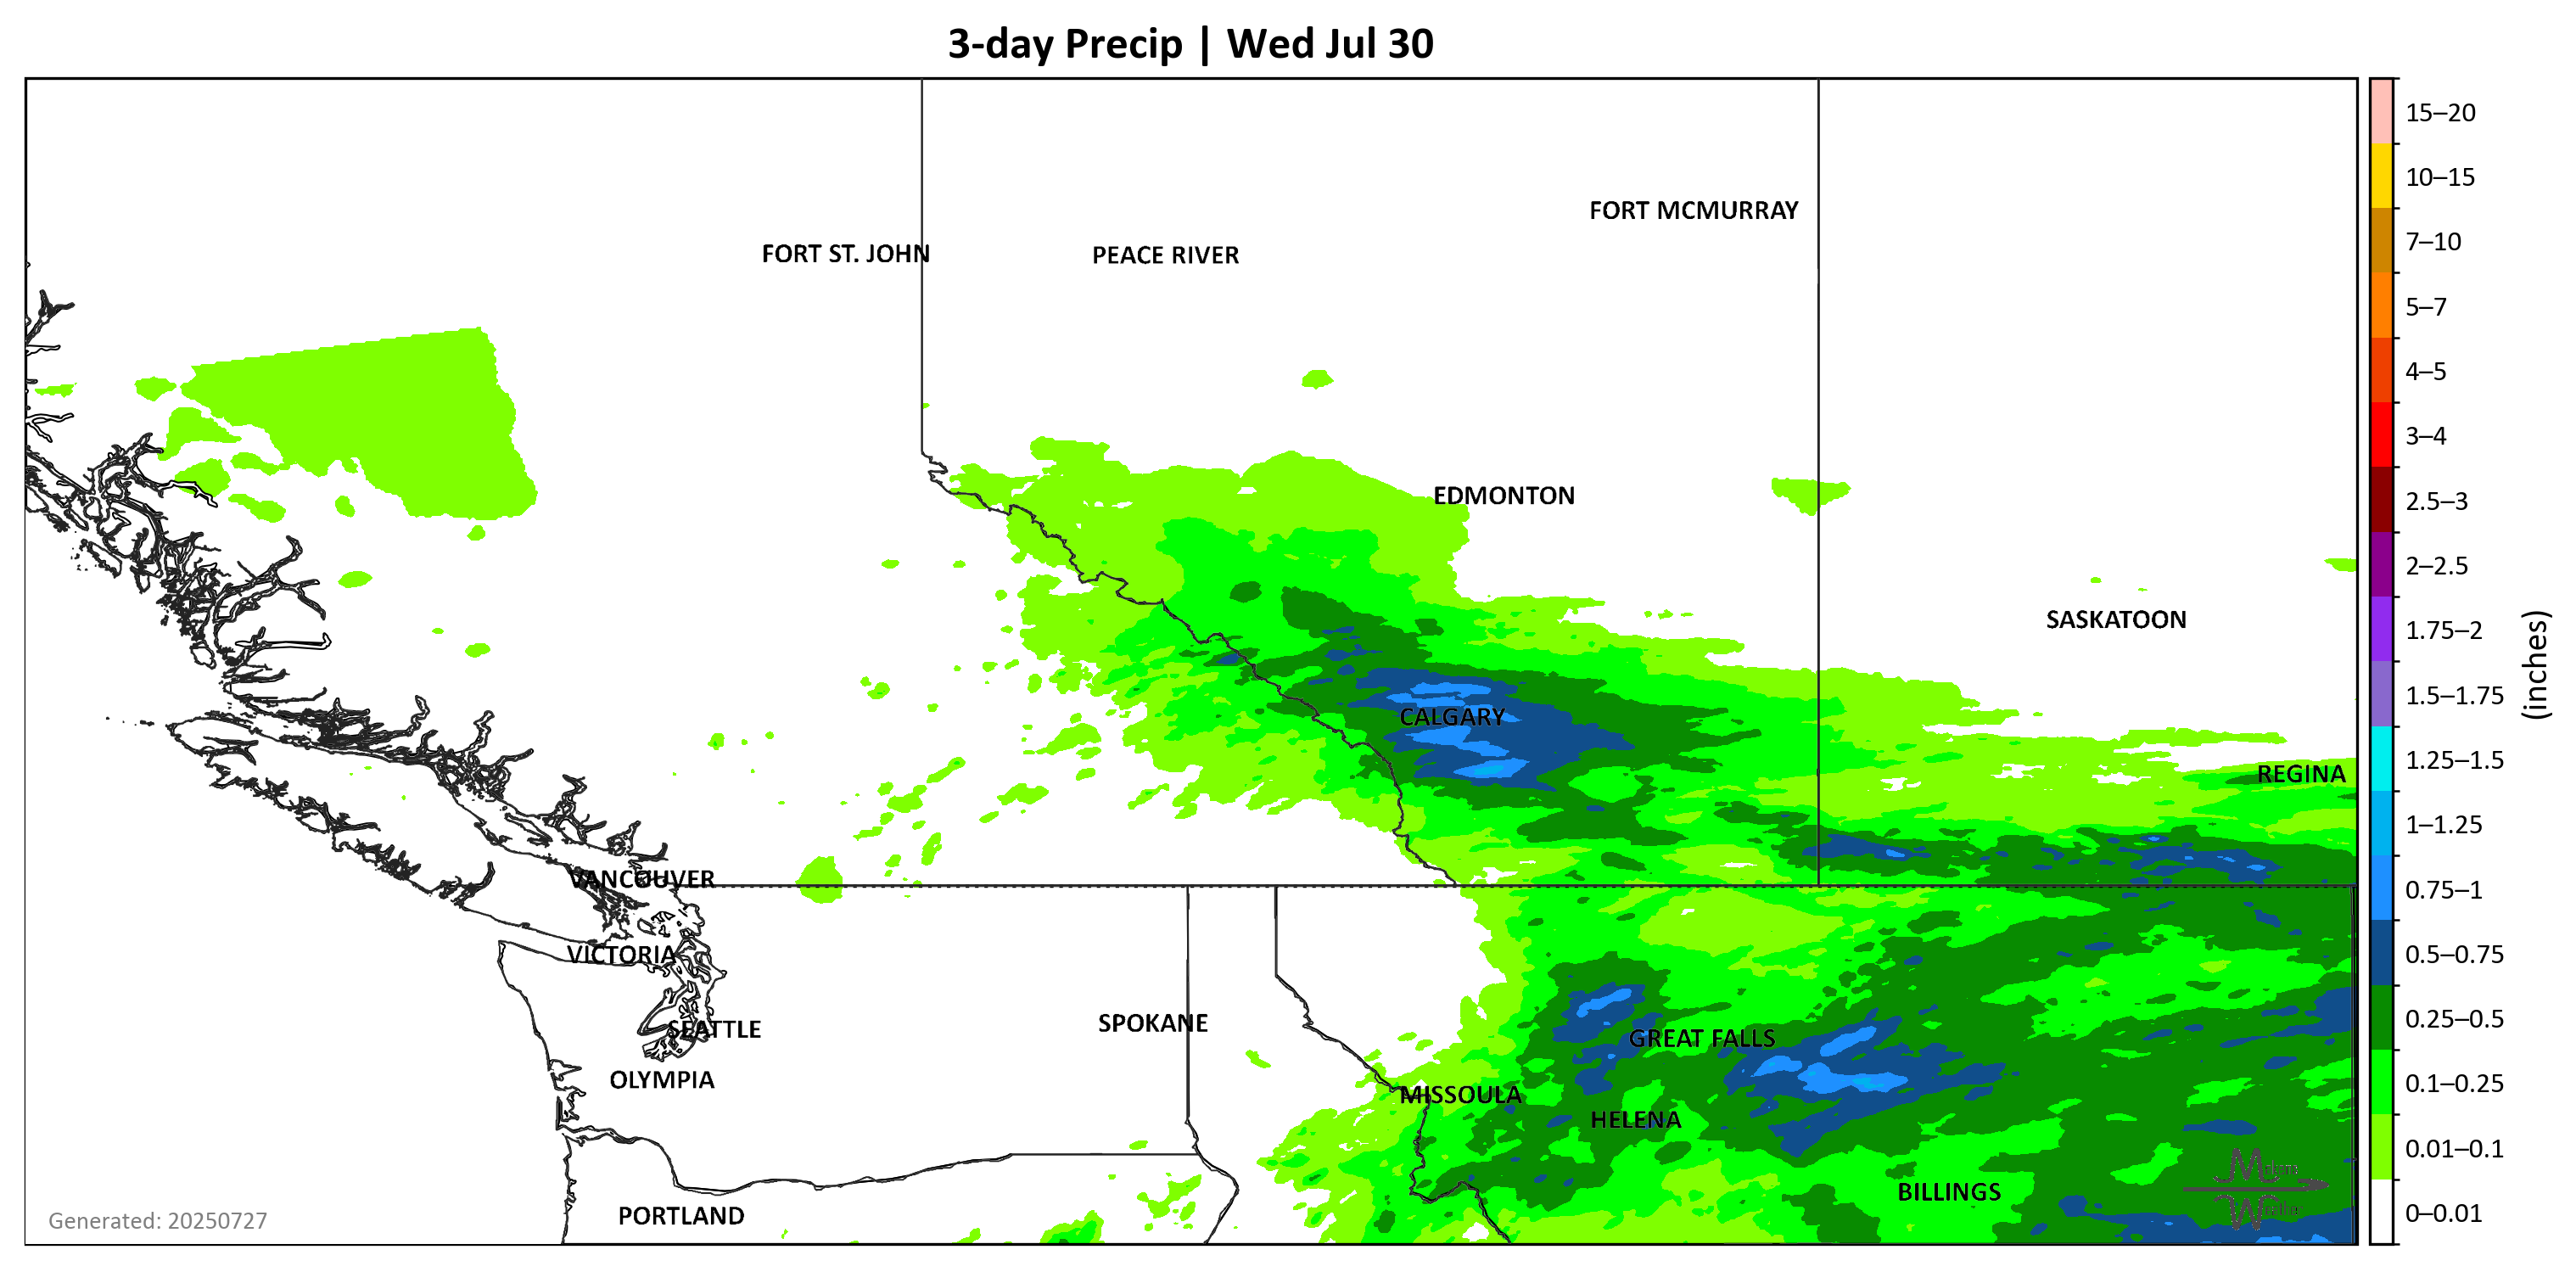 3-day Precip | Wed Jul 30
FORT MCMURRAY
FORT ST. JOHN
PEACE RIVER
EDMONTON
SASKATOON
CALGARY
REGINA
VANCOUVER
VICTORIA
SPOKANE
SEATTLE
GREAT FALLS
OLYMPIA
MISSOULA
HELENA
BILLINGS
PORTLAND
Generated: 20250727
15–20
10–15
7–10
5–7
4–5
3–4
2.5–3
2–2.5
1.75–2
1.5–1.75
1.25–1.5
1–1.25
0.75–1
0.5–0.75
0.25–0.5
0.1–0.25
0.01–0.1
0–0.01
(inches)